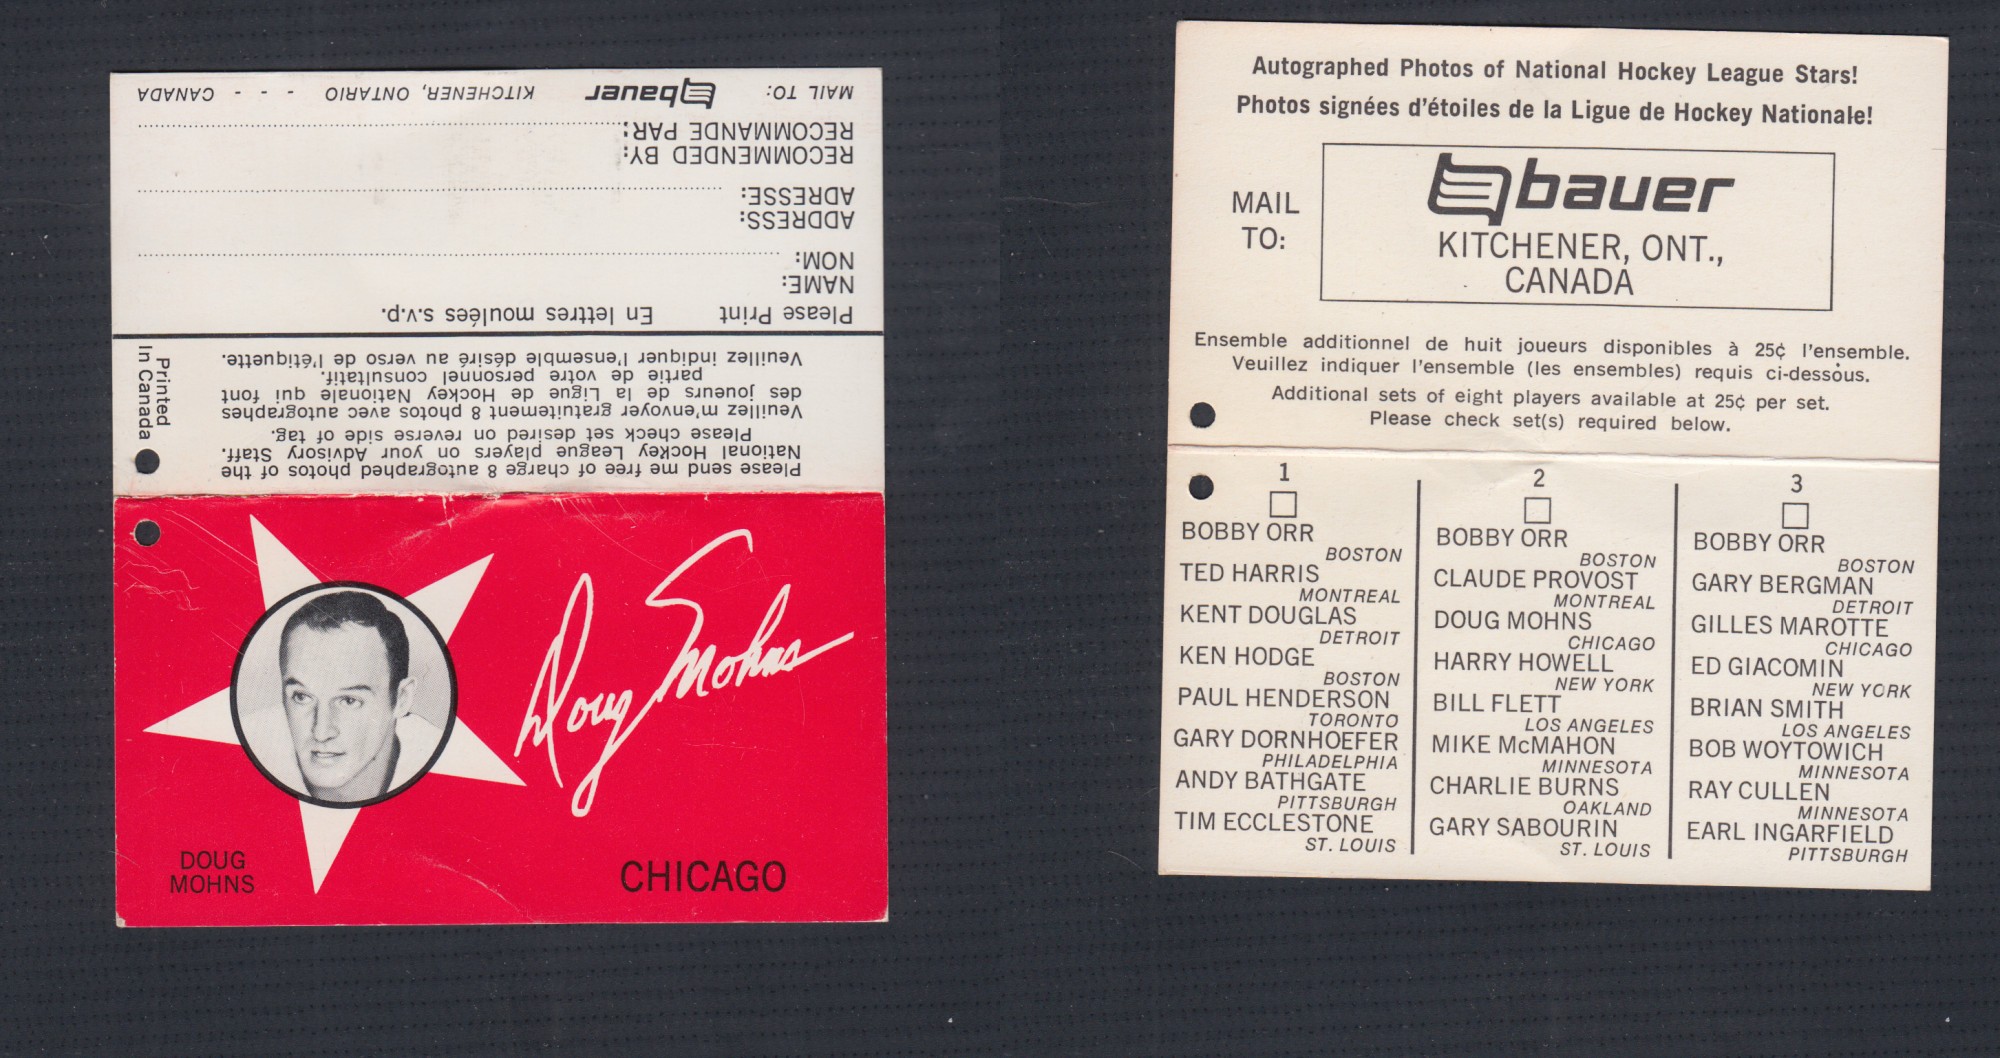 MAIL TO: bauer KITCHENER, ONTARIO - - - CANADA
RECOMMANDE PAR:
RECOMMENDED BY:
ADRESSE:
ADDRESS:
NOM:
NAME:
Please Print En lettres moulées s.v.p.
Please send me free of charge 8 autographed photos of the
National Hockey League players on your Advisory Staff.
Please check set desired on reverse side of tag.
Veuillez m'envoyer gratuitement 8 photos avec autographes
des joueurs de la Ligue de Hockey Nationale qui font
partie de votre personnel consultatif.
Veuillez indiquer l'ensemble désiré au verso de l'étiquette.
Printed
In Canada
Doug Mohns
DOUG
MOHNS
CHICAGO
Autographed Photos of National Hockey League Stars!
Photos signées d'étoiles de la Ligue de Hockey Nationale!
MAIL
TO:
bauer
KITCHENER, ONT.,
CANADA
Ensemble additionnel de huit joueurs disponibles à 25¢ l'ensemble.
Veuillez indiquer l'ensemble (les ensembles) requis ci-dessous.
Additional sets of eight players available at 25¢ per set.
Please check set(s) required below.
1
BOBBY ORR
BOSTON
TED HARRIS
MONTREAL
KENT DOUGLAS
DETROIT
KEN HODGE
BOSTON
PAUL HENDERSON
TORONTO
GARY DORNHOEFER
PHILADELPHIA
ANDY BATHGATE
PITTSBURGH
TIM ECCLESTONE
ST. LOUIS
2
BOBBY ORR
BOSTON
CLAUDE PROVOST
MONTREAL
DOUG MOHNS
CHICAGO
HARRY HOWELL
NEW YORK
BILL FLETT
LOS ANGELES
MIKE McMAHON
MINNESOTA
CHARLIE BURNS
OAKLAND
GARY SABOURIN
ST. LOUIS
3
BOBBY ORR
BOSTON
GARY BERGMAN
DETROIT
GILLES MAROTTE
CHICAGO
ED GIACOMIN
NEW YORK
BRIAN SMITH
LOS ANGELES
BOB WOYTOWICH
MINNESOTA
RAY CULLEN
MINNESOTA
EARL INGARFIELD
PITTSBURGH